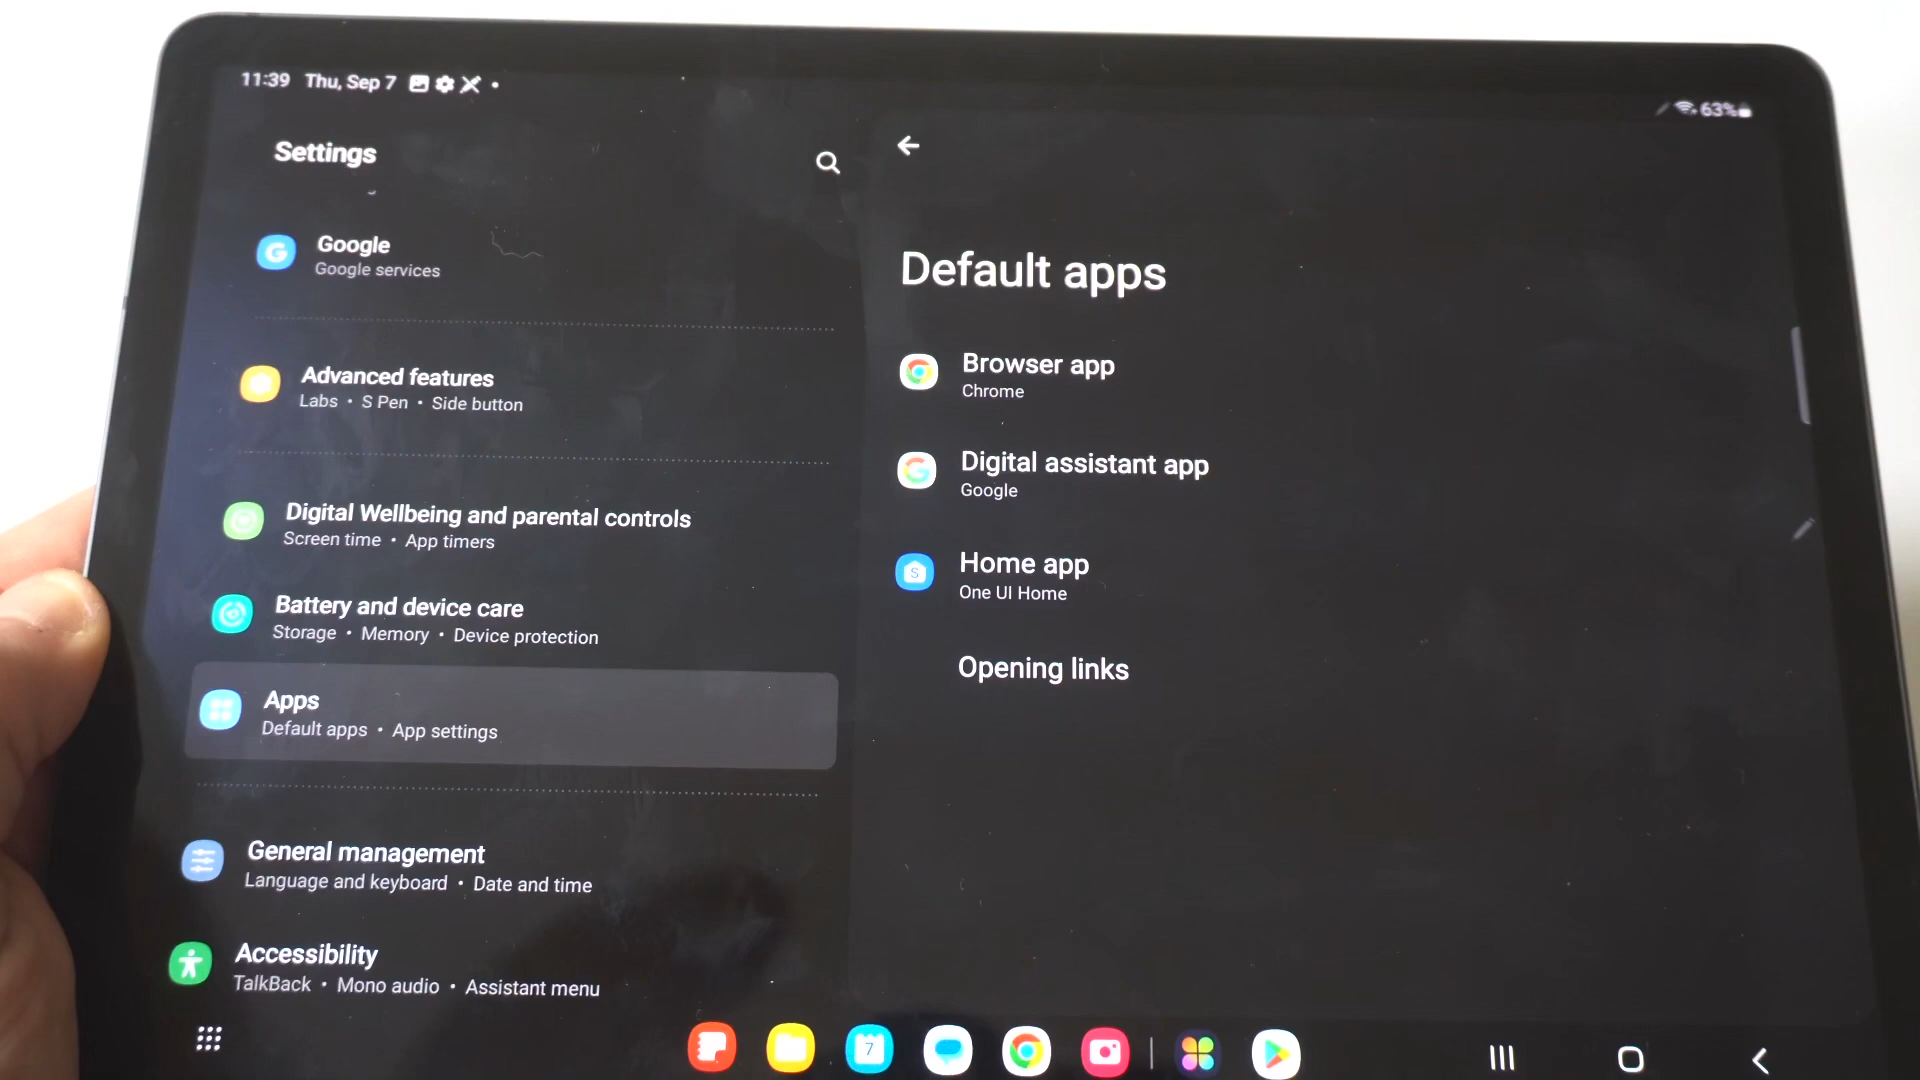 11:39 Thu, Sep 7
63%
Settings
Google
Google services
Advanced features
Labs • S Pen • Side button
Digital Wellbeing and parental controls
Screen time • App timers
Battery and device care
Storage • Memory • Device protection
Apps
Default apps • App settings
General management
Language and keyboard • Date and time
Accessibility
TalkBack • Mono audio • Assistant menu
Default apps
Browser app
Chrome
Digital assistant app
Google
Home app
One UI Home
Opening links
7